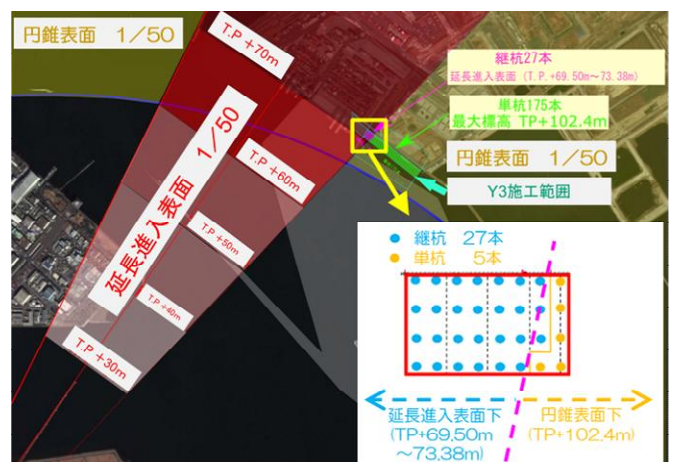 円錐表面 1/50
T.P +70m
継杭27本
延長進入表面(T.P.+69.50m~73.38m)
単杭175本
最大標高 TP+102.4m
円錐表面 1/50
Y3施工範囲
延長進入表面 1/50
T.P +60m
T.P +50m
T.P +40m
T.P +30m
継杭 27本
単杭 5本
延長進入表面下
(TP+69.50m
~73.38m)
円錐表面下
(TP+102.4m)